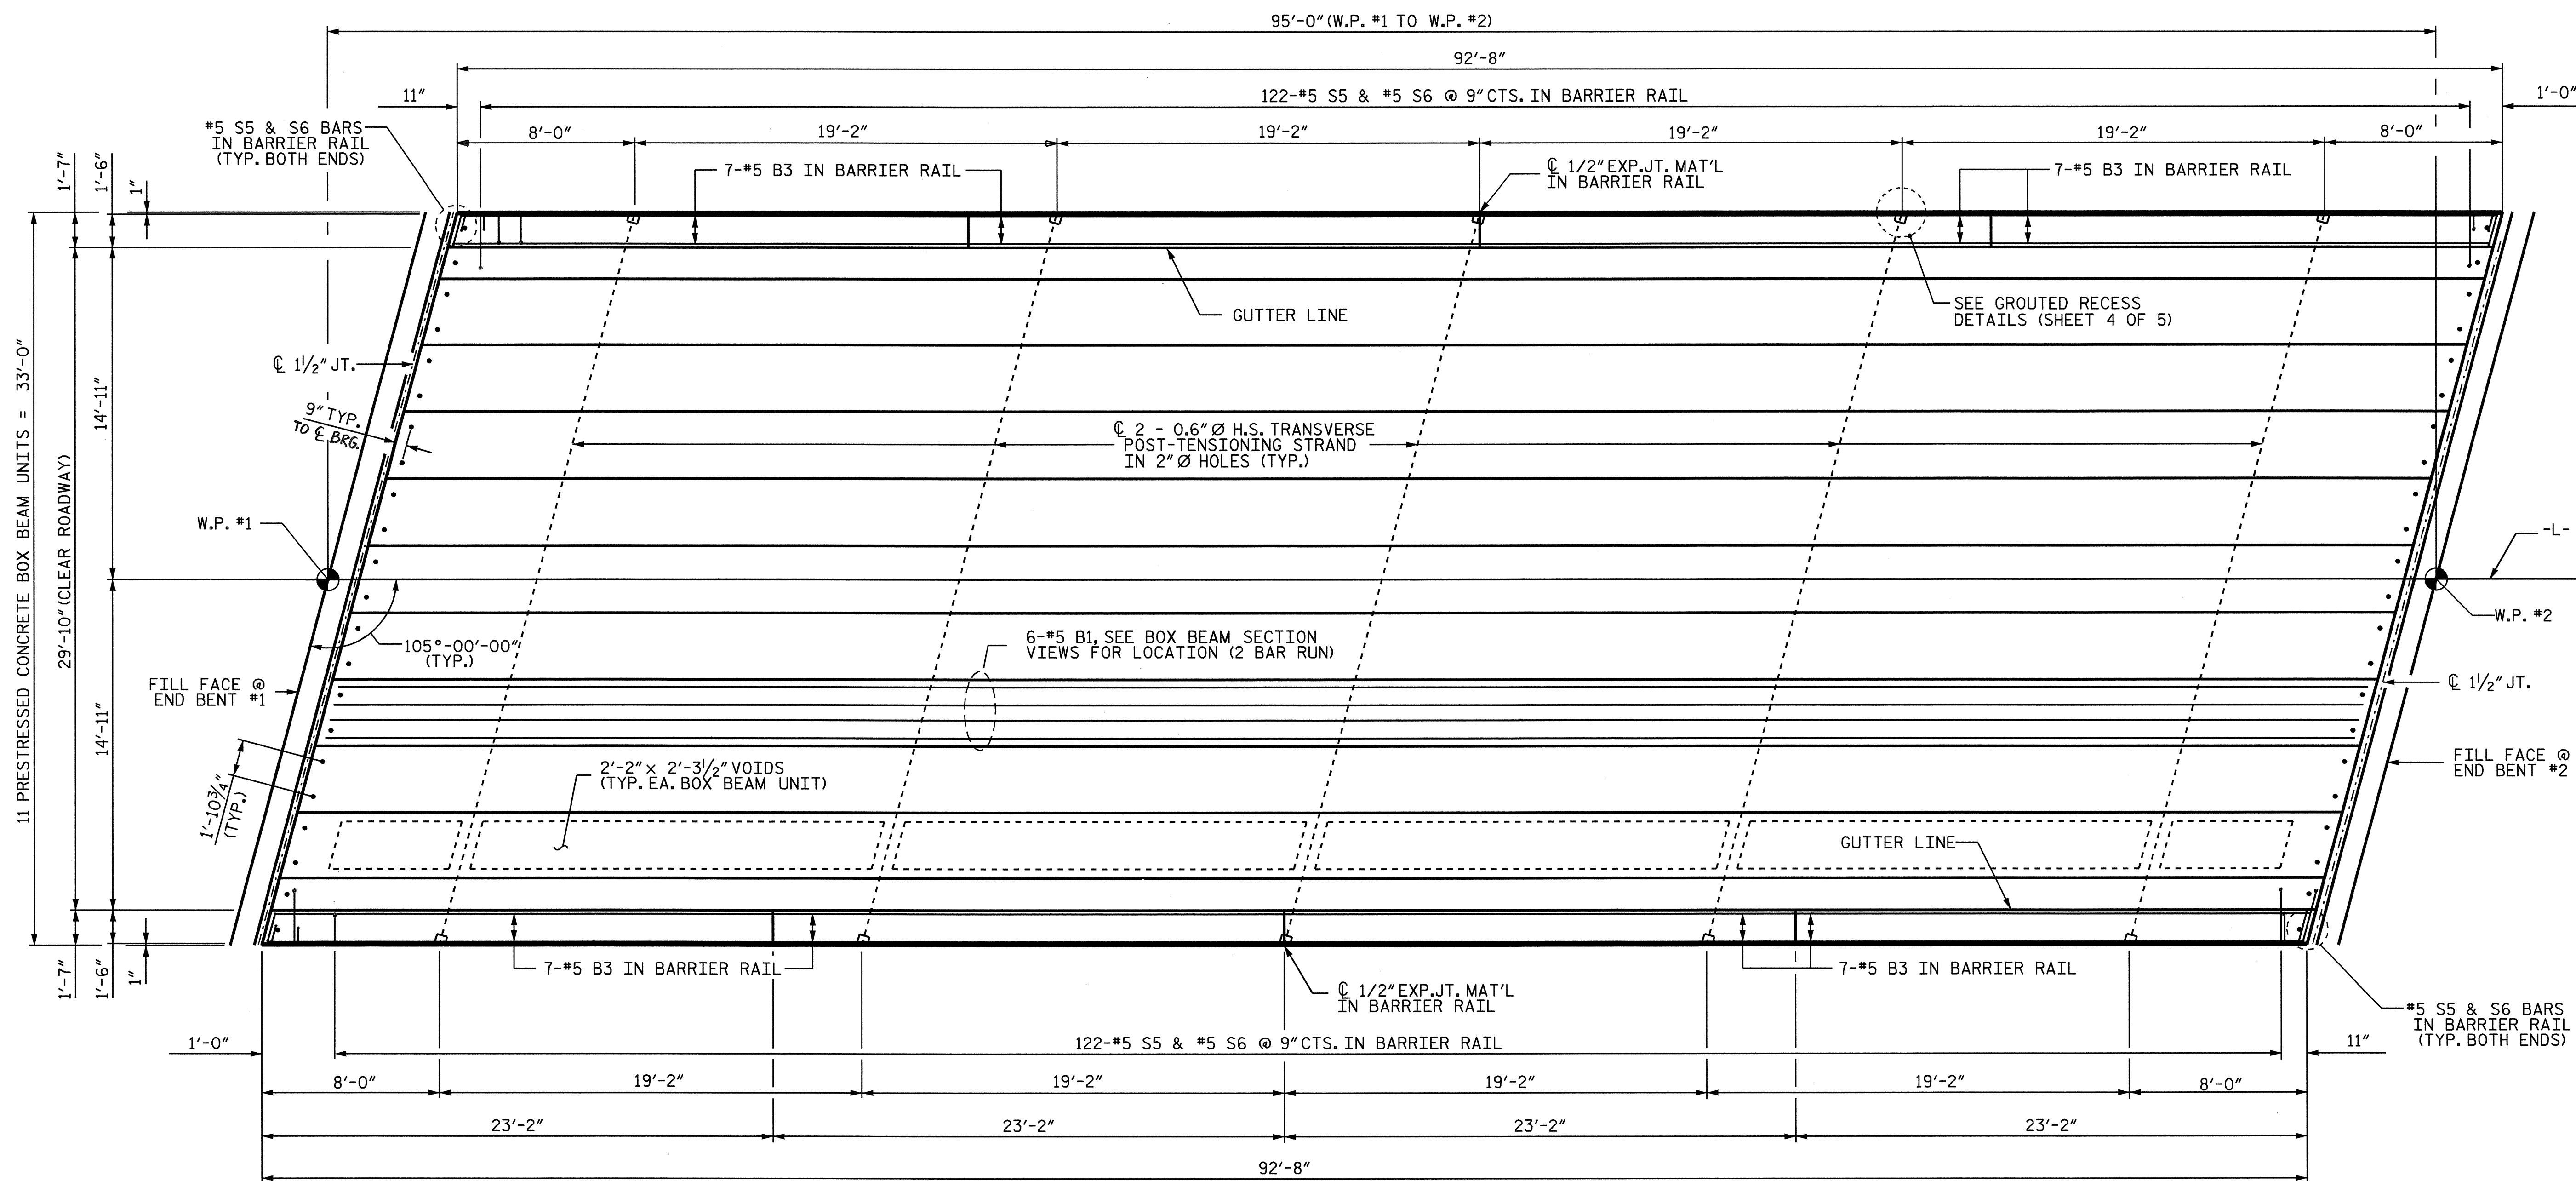 95'-0" (W.P. #1 TO W.P. #2)
92'-8"
11"
122-#5 S5 & #5 S6 @ 9" CTS. IN BARRIER RAIL
1'-0"
#5 S5 & S6 BARS
IN BARRIER RAIL
(TYP. BOTH ENDS)
8'-0"
19'-2"
19'-2"
19'-2"
19'-2"
8'-0"
1'-7"
1'-6"
1"
7-#5 B3 IN BARRIER RAIL
℄ 1/2" EXP. JT. MAT'L
IN BARRIER RAIL
7-#5 B3 IN BARRIER RAIL
GUTTER LINE
SEE GROUTED RECESS
DETAILS (SHEET 4 OF 5)
℄ 1½" JT.
9" TYP.
TO ℄ BRG.
℄ 2 - 0.6" Ø H.S. TRANSVERSE
POST-TENSIONING STRAND
IN 2" Ø HOLES (TYP.)
11 PRESTRESSED CONCRETE BOX BEAM UNITS = 33'-0"
29'-10" (CLEAR ROADWAY)
14'-11"
14'-11"
W.P. #1
-L-
W.P. #2
105°-00'-00"
(TYP.)
6-#5 B1, SEE BOX BEAM SECTION
VIEWS FOR LOCATION (2 BAR RUN)
FILL FACE @
END BENT #1
℄ 1½" JT.
1'-10¾"
(TYP.)
2'-2" x 2'-3½" VOIDS
(TYP. EA. BOX BEAM UNIT)
FILL FACE @
END BENT #2
GUTTER LINE
1'-7"
1'-6"
1"
7-#5 B3 IN BARRIER RAIL
7-#5 B3 IN BARRIER RAIL
℄ 1/2" EXP. JT. MAT'L
IN BARRIER RAIL
#5 S5 & S6 BARS
IN BARRIER RAIL
(TYP. BOTH ENDS)
1'-0"
122-#5 S5 & #5 S6 @ 9" CTS. IN BARRIER RAIL
11"
8'-0"
19'-2"
19'-2"
19'-2"
19'-2"
8'-0"
23'-2"
23'-2"
23'-2"
23'-2"
92'-8"